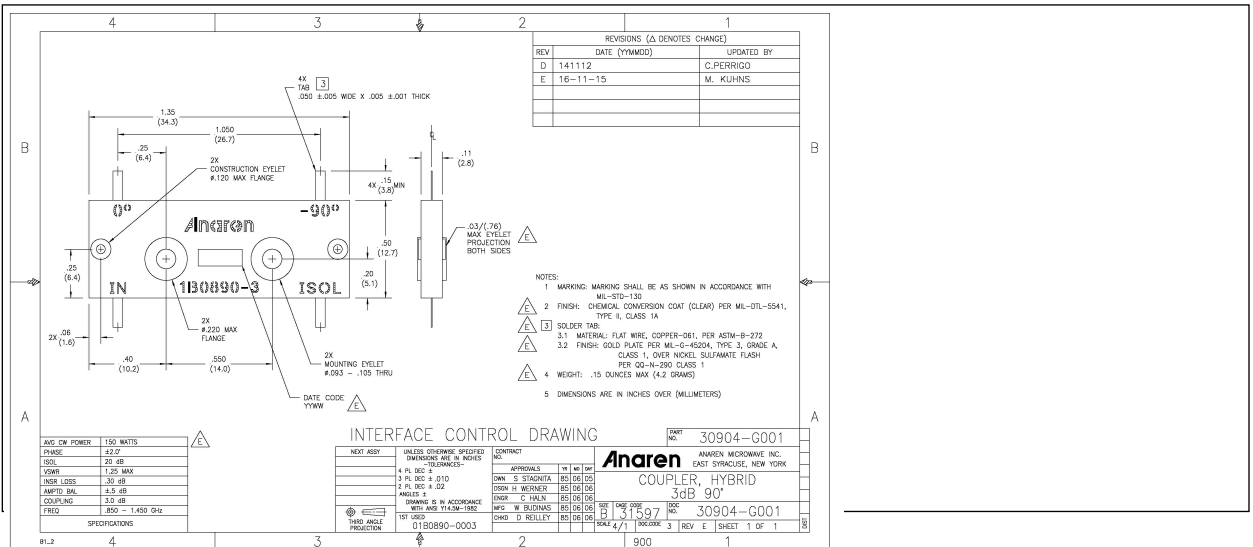 4 3 2 1
REVISIONS (△ DENOTES CHANGE)
REV DATE (YYMMDD) UPDATED BY
D 141112 C.PERRIGO
E 16-11-15 M. KUHNS
B B
4X
TAB 3
.050 ±.005 WIDE X .005 ±.001 THICK
1.35
(34.3)
1.050
(26.7)
.25
(6.4)
2X
CONSTRUCTION EYELET
ø.120 MAX FLANGE
4X .15 MIN
(3.8)
.11
(2.8)
0° -90°
Anaren
IN 1B0890-3 ISOL
.50
(12.7)
.20
(5.1)
.25
(6.4)
.03/(.76)
MAX EYELET
PROJECTION
BOTH SIDES
E
2X .06
(1.6)
2X
ø.220 MAX
FLANGE
.40
(10.2)
.550
(14.0)
2X
MOUNTING EYELET
ø.093 - .105 THRU
DATE CODE
YYWW
E
NOTES:
1 MARKING: MARKING SHALL BE AS SHOWN IN ACCORDANCE WITH
MIL-STD-130
E 2 FINISH: CHEMICAL CONVERSION COAT (CLEAR) PER MIL-DTL-5541,
TYPE II, CLASS 1A
E 3 SOLDER TAB:
3.1 MATERIAL: FLAT WIRE, COPPER-061, PER ASTM-B-272
E 3.2 FINISH: GOLD PLATE PER MIL-G-45204, TYPE 3, GRADE A,
CLASS 1, OVER NICKEL SULFAMATE FLASH
PER QQ-N-290 CLASS 1
E 4 WEIGHT: .15 OUNCES MAX (4.2 GRAMS)
5 DIMENSIONS ARE IN INCHES OVER (MILLIMETERS)
A A
INTERFACE CONTROL DRAWING
PART NO. 30904-G001
AVG CW POWER 150 WATTS
E
PHASE ±2.0°
ISOL 20 dB
VSWR 1.25 MAX
INSR LOSS .30 dB
AMPTD BAL ±.5 dB
COUPLING 3.0 dB
FREQ .850 - 1.450 GHz
SPECIFICATIONS
NEXT ASSY
THIRD ANGLE
PROJECTION
UNLESS OTHERWISE SPECIFIED
DIMENSIONS ARE IN INCHES
-TOLERANCES-
4 PL DEC ±
3 PL DEC ± .010
2 PL DEC ± .02
ANGLES ±
DRAWING IS IN ACCORDANCE
WITH ANSI Y14.5M-1982
1ST USED
01B0890-0003
CONTRACT
NO.
APPROVALS YR MO DAY
DWN S STAGNITA 85 06 05
DSGN H WERNER 85 06 06
ENGR C HALN 85 06 06
MFG W BUDINAS 85 06 06
CHKD D REILLEY 85 06 06
Anaren
ANAREN MICROWAVE INC.
EAST SYRACUSE, NEW YORK
COUPLER, HYBRID
3dB 90°
SIZE B CAGE CODE 31597 DOC NO. 30904-G001
SCALE 4/1 DOC.CODE 3 REV E SHEET 1 OF 1
DIST
B1_2 4 3 2 900 1